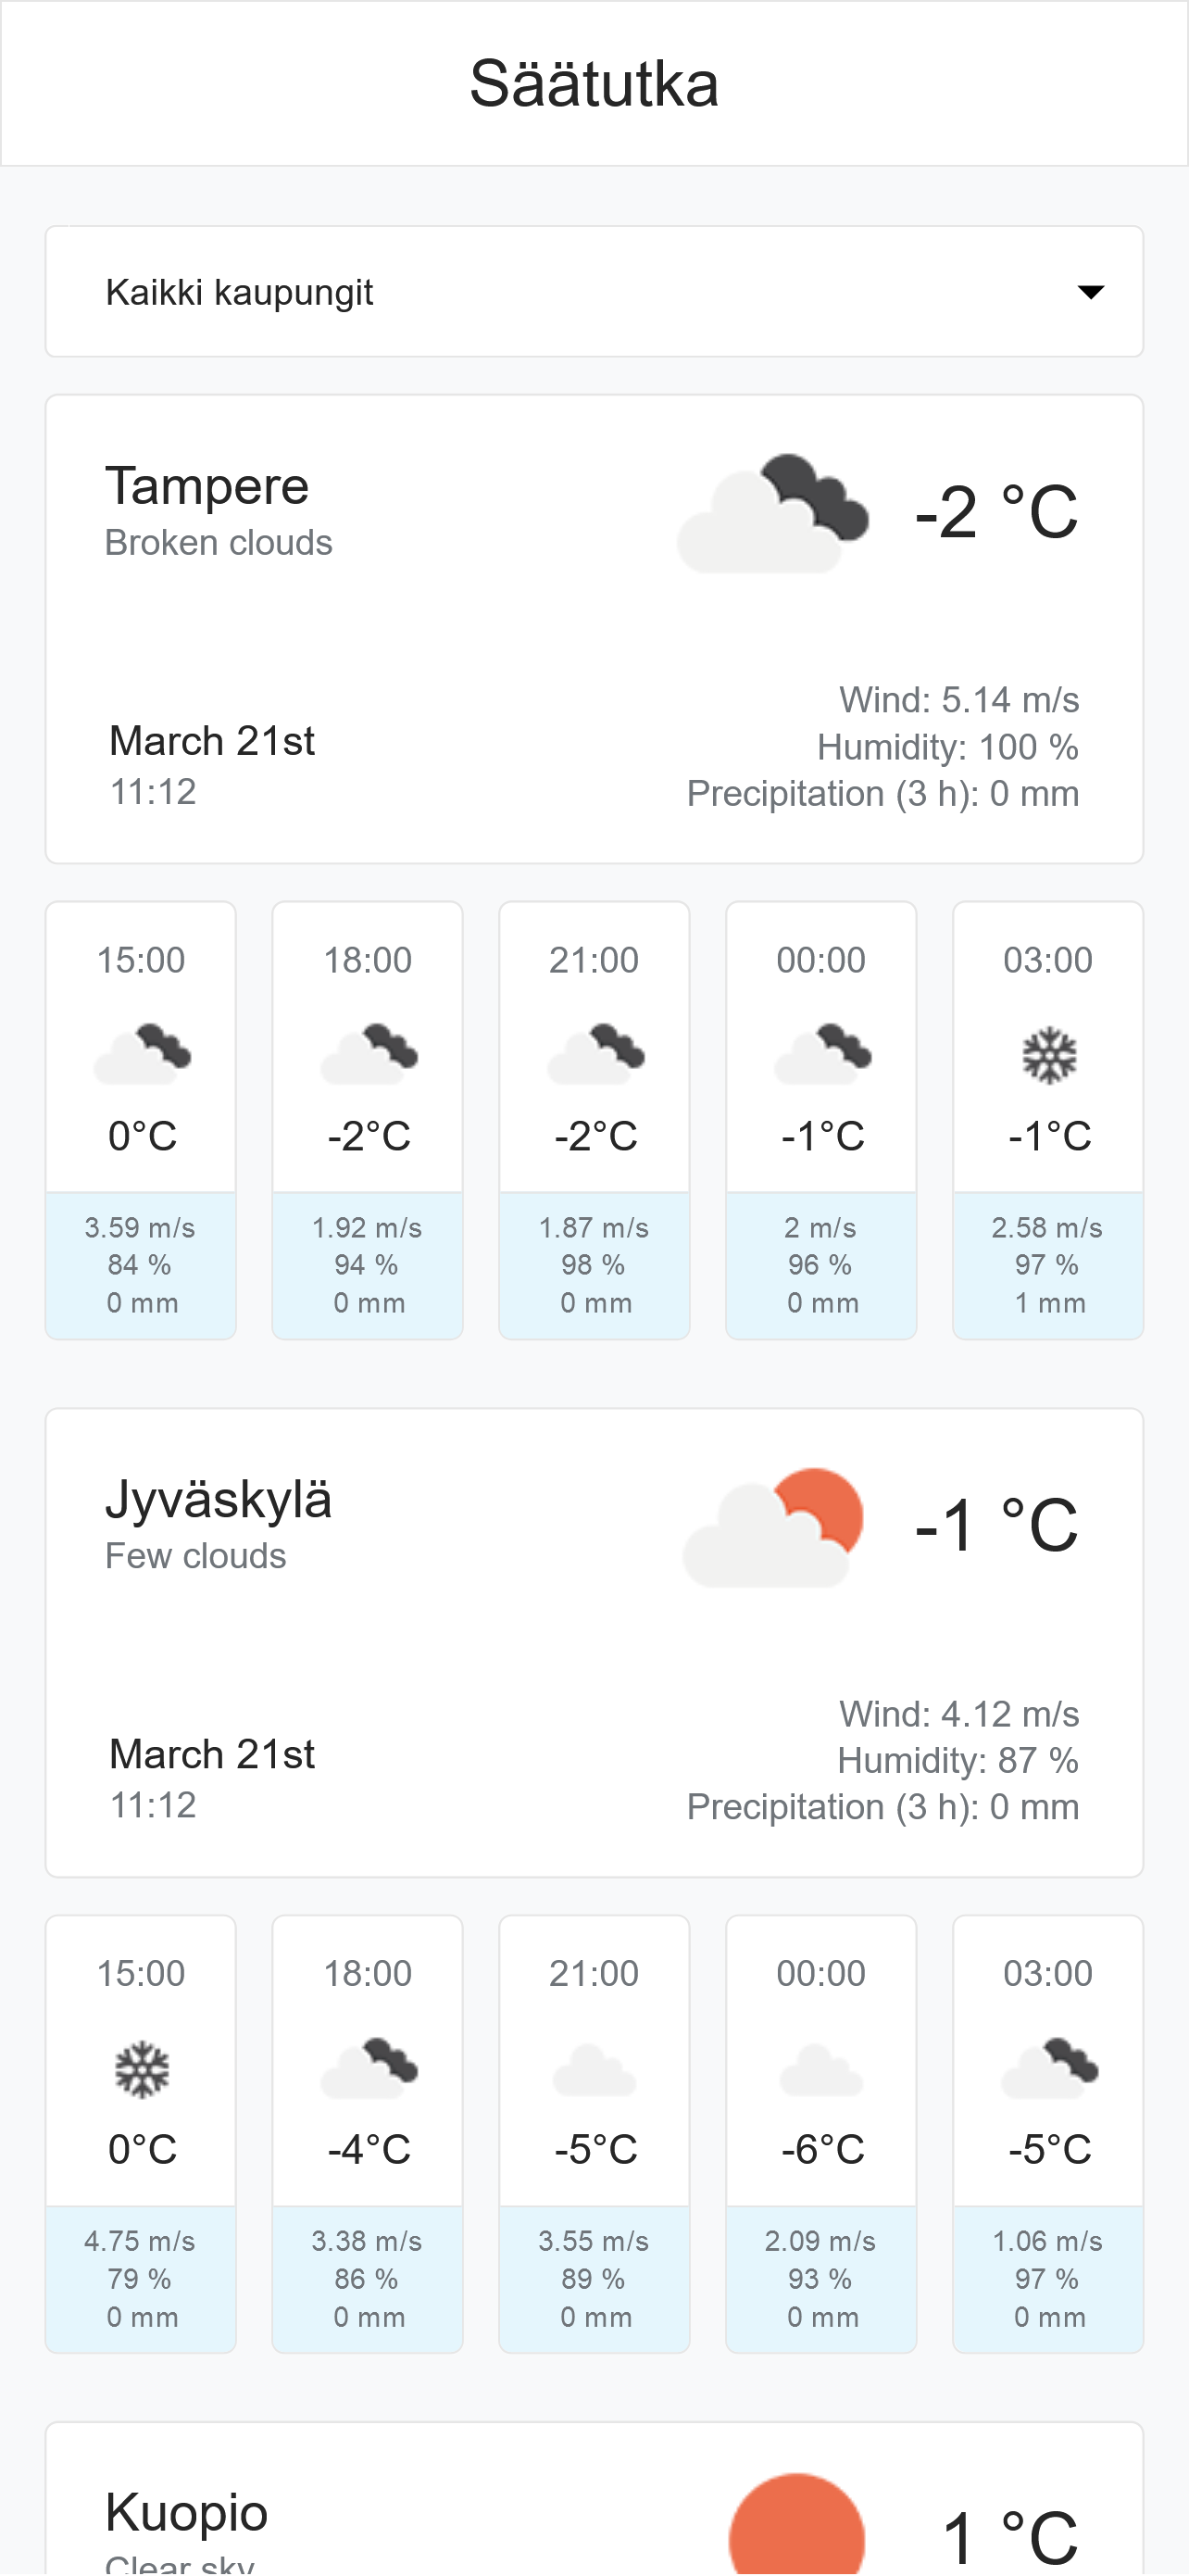 Säätutka
Kaikki kaupungit
Tampere
Broken clouds
-2 °C
March 21st
11:12
Wind: 5.14 m/s
Humidity: 100 %
Precipitation (3 h): 0 mm
15:00
0°C
3.59 m/s
84 %
0 mm
18:00
-2°C
1.92 m/s
94 %
0 mm
21:00
-2°C
1.87 m/s
98 %
0 mm
00:00
-1°C
2 m/s
96 %
0 mm
03:00
-1°C
2.58 m/s
97 %
1 mm
Jyväskylä
Few clouds
-1 °C
March 21st
11:12
Wind: 4.12 m/s
Humidity: 87 %
Precipitation (3 h): 0 mm
15:00
0°C
4.75 m/s
79 %
0 mm
18:00
-4°C
3.38 m/s
86 %
0 mm
21:00
-5°C
3.55 m/s
89 %
0 mm
00:00
-6°C
2.09 m/s
93 %
0 mm
03:00
-5°C
1.06 m/s
97 %
0 mm
Kuopio
Clear sky
1 °C